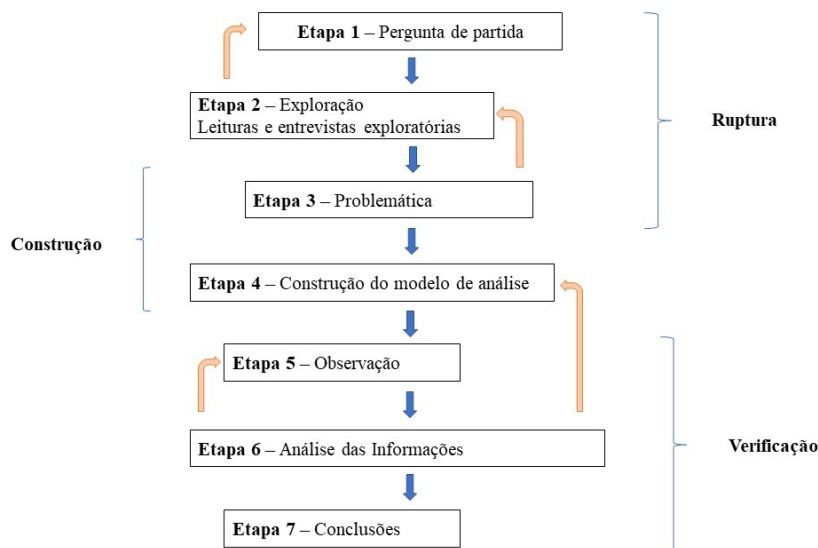 Etapa 1 – Pergunta de partida
Etapa 2 – Exploração
Leituras e entrevistas exploratórias
Ruptura
Etapa 3 – Problemática
Construção
Etapa 4 – Construção do modelo de análise
Etapa 5 – Observação
Etapa 6 – Análise das Informações
Verificação
Etapa 7 – Conclusões